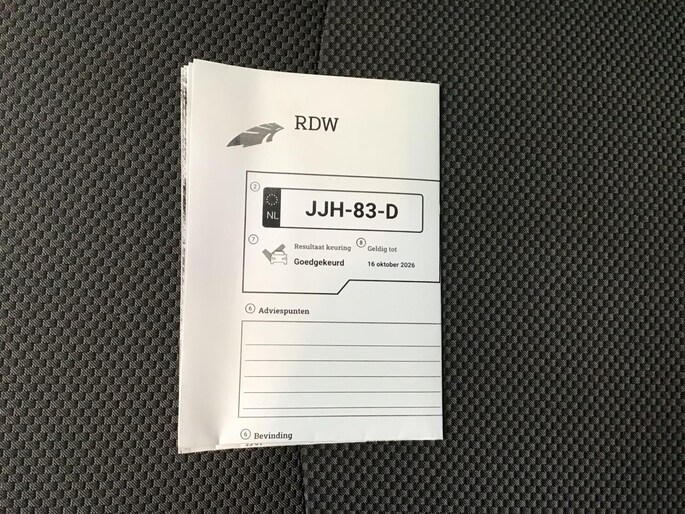 RDW
2
NL
JJH-83-D
7
Resultaat keuring
8
Geldig tot
Goedgekeurd
16 oktober 2026
6 Adviespunten
6 Bevinding